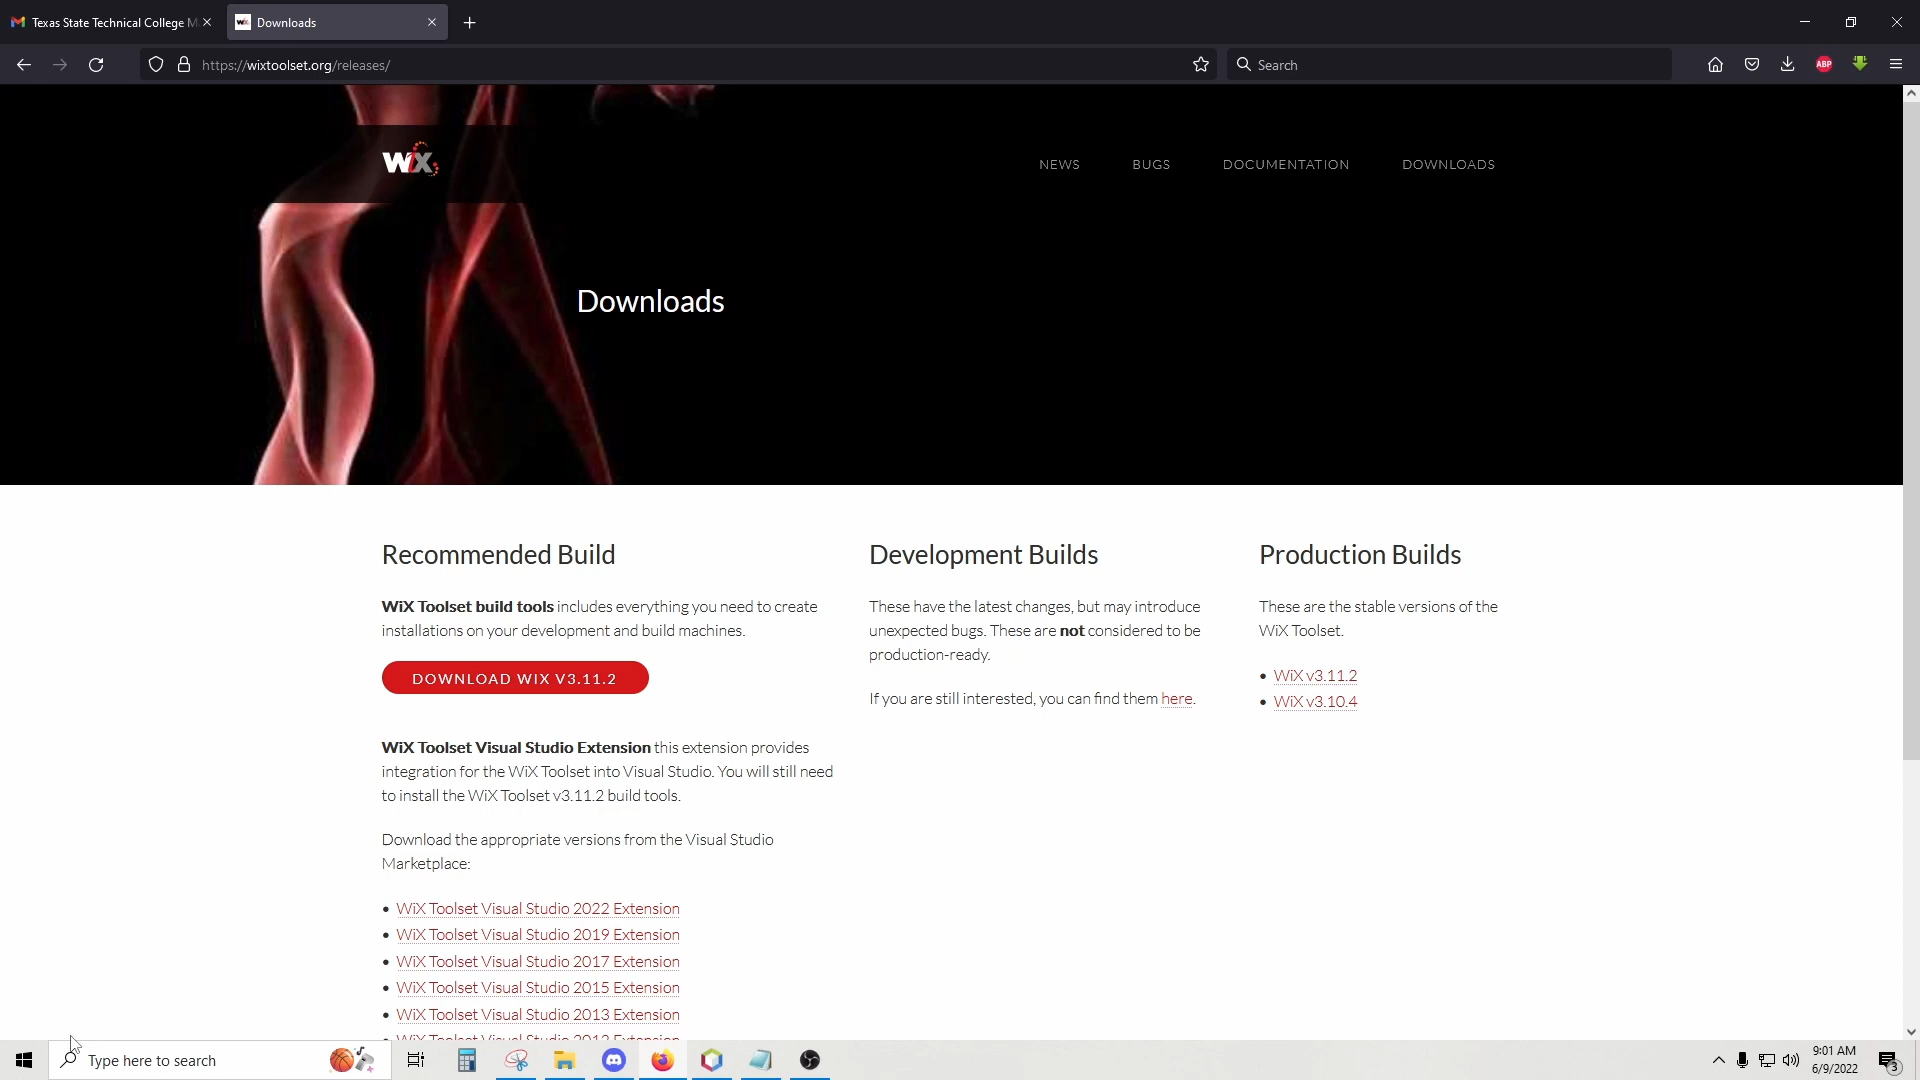 Texas State Technical College M
Downloads
https://wixtoolset.org/releases/
Search
ABP
WiX
NEWS
BUGS
DOCUMENTATION
DOWNLOADS
Downloads
Recommended Build
WiX Toolset build tools includes everything you need to create
installations on your development and build machines.
DOWNLOAD WIX V3.11.2
WiX Toolset Visual Studio Extension this extension provides
integration for the WiX Toolset into Visual Studio. You will still need
to install the WiX Toolset v3.11.2 build tools.
Download the appropriate versions from the Visual Studio
Marketplace:
• WiX Toolset Visual Studio 2022 Extension
• WiX Toolset Visual Studio 2019 Extension
• WiX Toolset Visual Studio 2017 Extension
• WiX Toolset Visual Studio 2015 Extension
• WiX Toolset Visual Studio 2013 Extension
• WiX Toolset Visual Studio 2012 Extension
Development Builds
These have the latest changes, but may introduce
unexpected bugs. These are not considered to be
production-ready.
If you are still interested, you can find them here.
Production Builds
These are the stable versions of the
WiX Toolset.
• WiX v3.11.2
• WiX v3.10.4
Type here to search
9:01 AM
6/9/2022
3